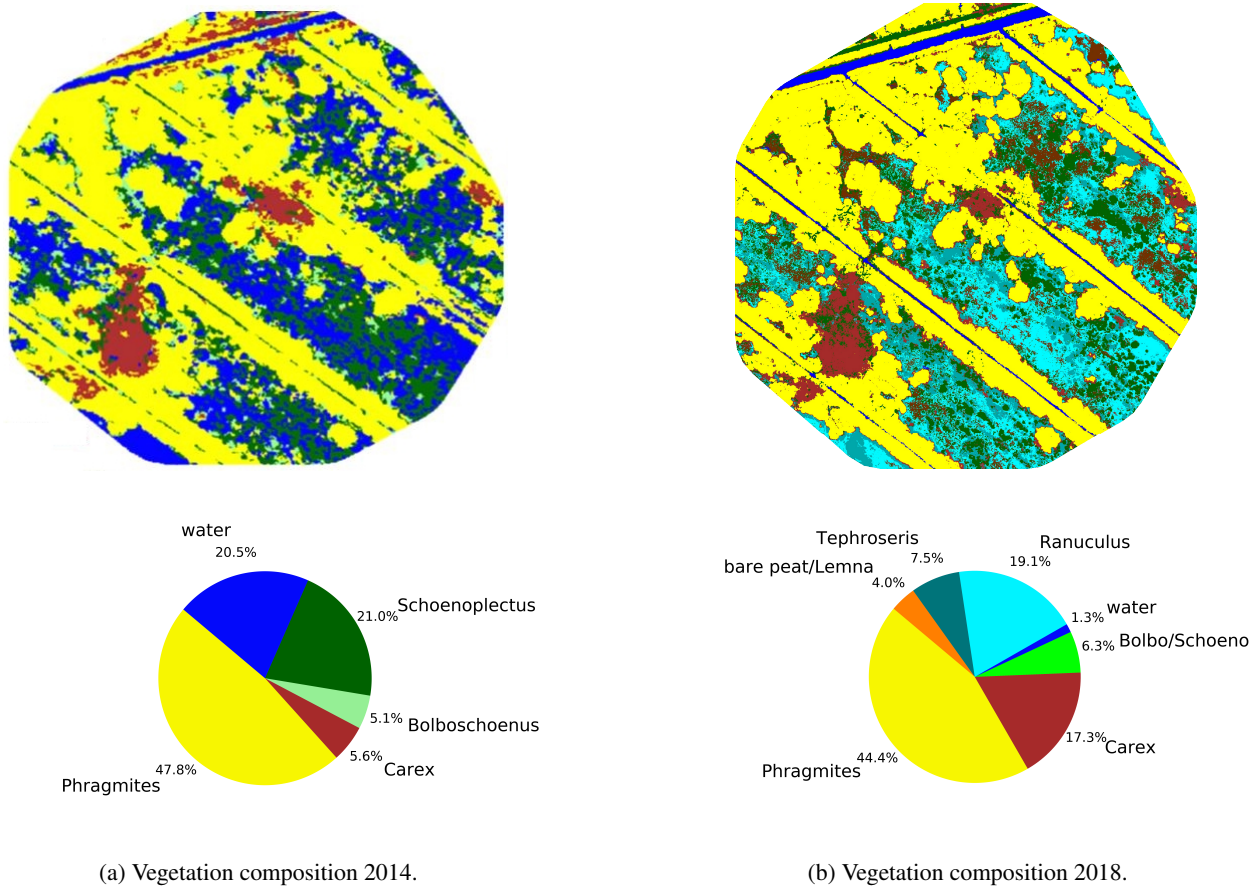 water
20.5%
Schoenoplectus
21.0%
Bolboschoenus
5.1%
Carex
5.6%
Phragmites
47.8%
(a) Vegetation composition 2014.
Tephroseris
7.5%
bare peat/Lemna
4.0%
Ranuculus
19.1%
water
1.3%
Bolbo/Schoeno
6.3%
Carex
17.3%
Phragmites
44.4%
(b) Vegetation composition 2018.